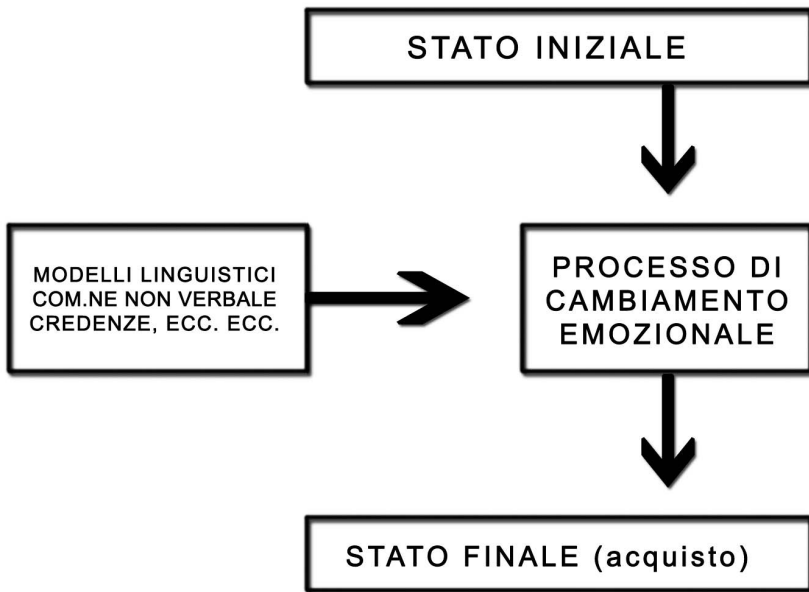 STATO INIZIALE
MODELLI LINGUISTICI
COM.NE NON VERBALE
CREDENZE, ECC. ECC.
PROCESSO DI
CAMBIAMENTO
EMOZIONALE
STATO FINALE (acquisto)